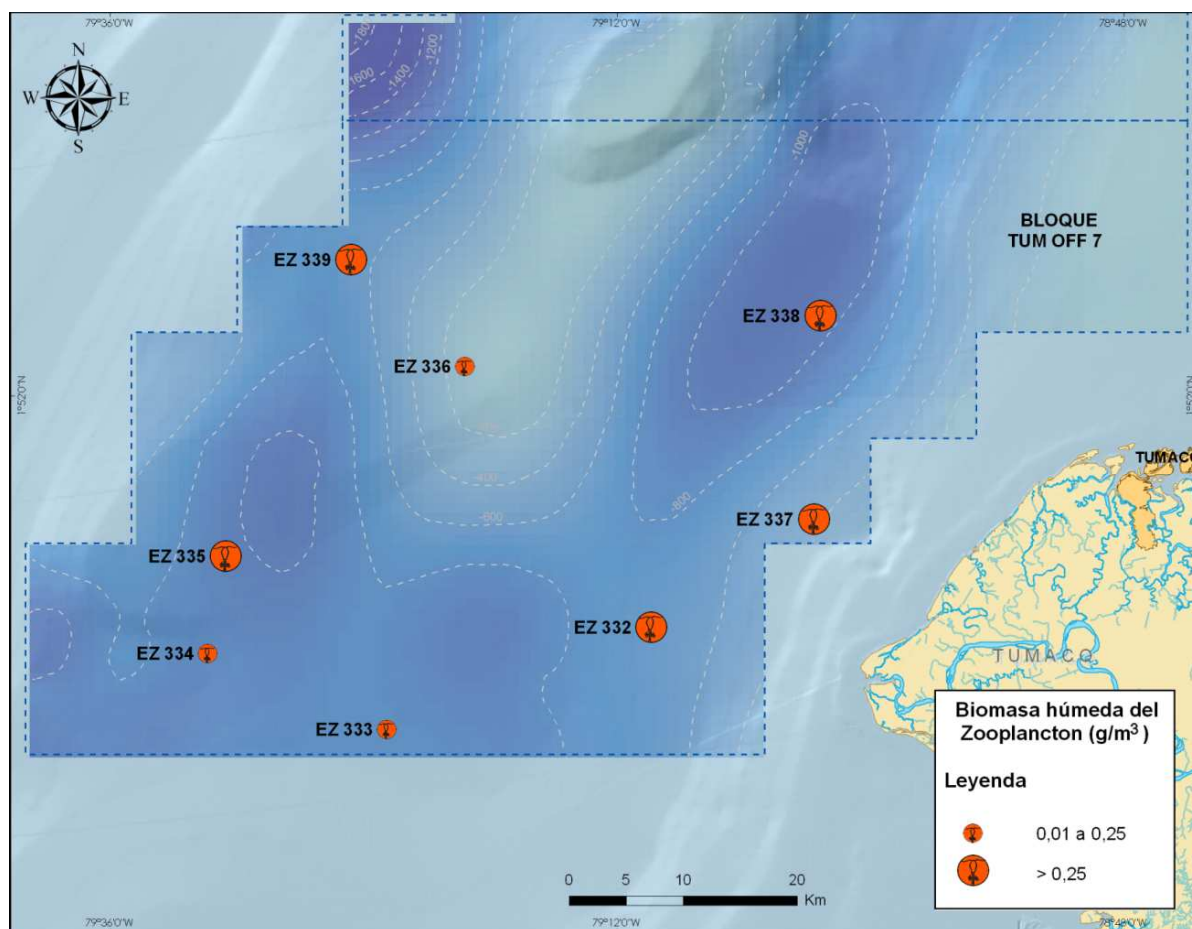 79°36'0"W
79°12'0"W
78°48'0"W
N
W
E
S
-1800
-1600
-1400
-1200
-1000
BLOQUE
TUM OFF 7
EZ 339
EZ 338
EZ 336
1°52'0"N
1°52'0"N
TUMACO
-800
EZ 337
EZ 335
EZ 332
EZ 334
TUMACO
EZ 333
Biomasa húmeda del
Zooplancton (g/m³)
Leyenda
0,01 a 0,25
> 0,25
0 5 10 20
Km
79°36'0"W
79°12'0"W
78°48'0"W